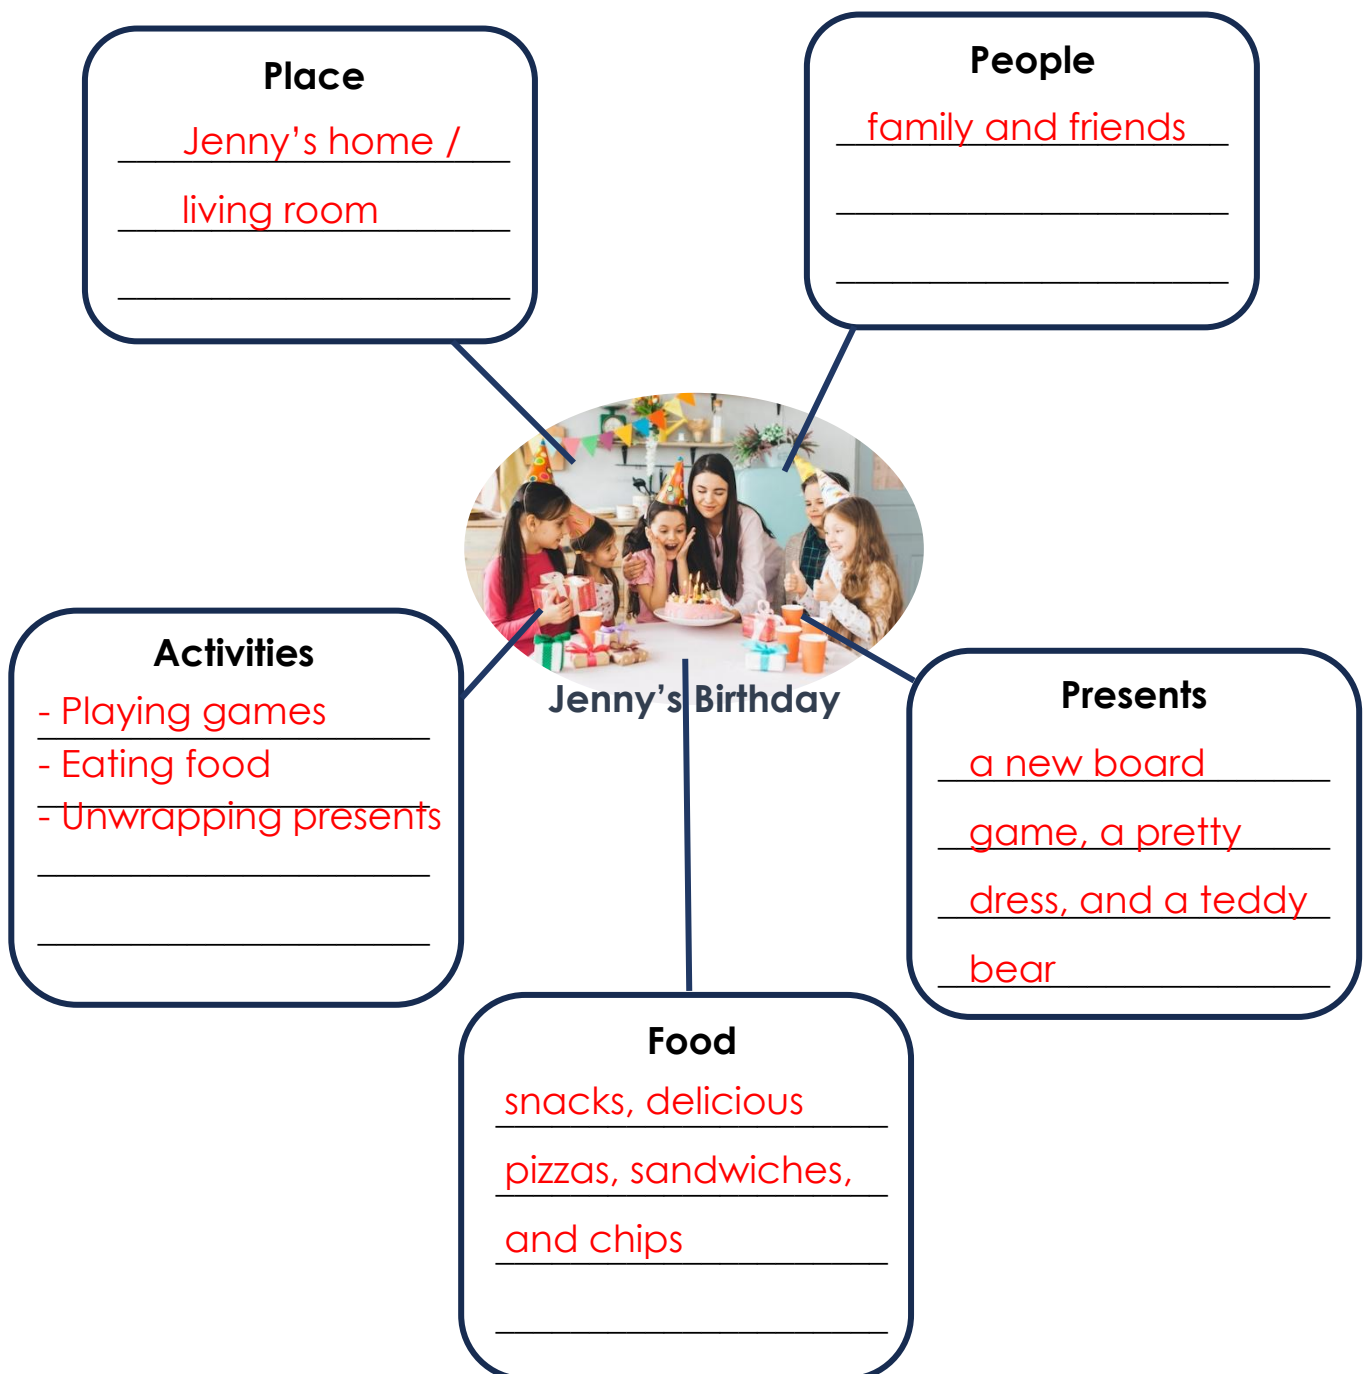 Place
Jenny's home /
living room
People
family and friends
Jenny's Birthday
Activities
- Playing games
- Eating food
- Unwrapping presents
Presents
a new board
game, a pretty
dress, and a teddy
bear
Food
snacks, delicious
pizzas, sandwiches,
and chips